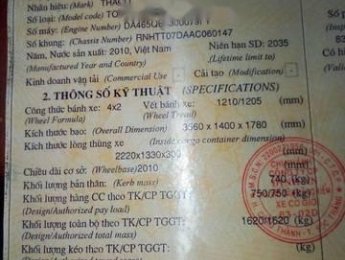 Nhãn hiệu: (Mark) THACO
Số loại: (Model code) TO
Số máy: (Engine Number) DA465QE
Số khung: (Chassis Number) RNHTT07DAAC060147
Năm, Nước sản xuất: 2010, Việt Nam Niên hạn SD: 2035
(Manufactured Year and Country) (Lifetime limit to)
Kinh doanh vận tải (Commercial Use) Cải tạo (Modification)
2. THÔNG SỐ KỸ THUẬT (SPECIFICATIONS)
Công thức bánh xe: 4x2 Vết bánh xe: 1210/1205 (mm)
(Wheel Formula) (Wheel Tread)
Kích thước bao: (Overall Dimension) 3560 x 1400 x 1780 (mm)
Kích thước lòng thùng xe (Inside cargo container dimension)
2220x1330x300 (mm)
Chiều dài cơ sở: (Wheelbase) 2010
Khối lượng bản thân: (Kerb mass) 740 (kg)
Khối lượng hàng CC theo TK/CP TGGT: 750/750 (kg)
(Design/Authorized pay load)
Khối lượng toàn bộ theo TK/CP TGGT: 1620/1620 (kg)
(Design/Authorized total mass)
Khối lượng kéo theo TK/CP TGGT:
XE CƠ GIỚI